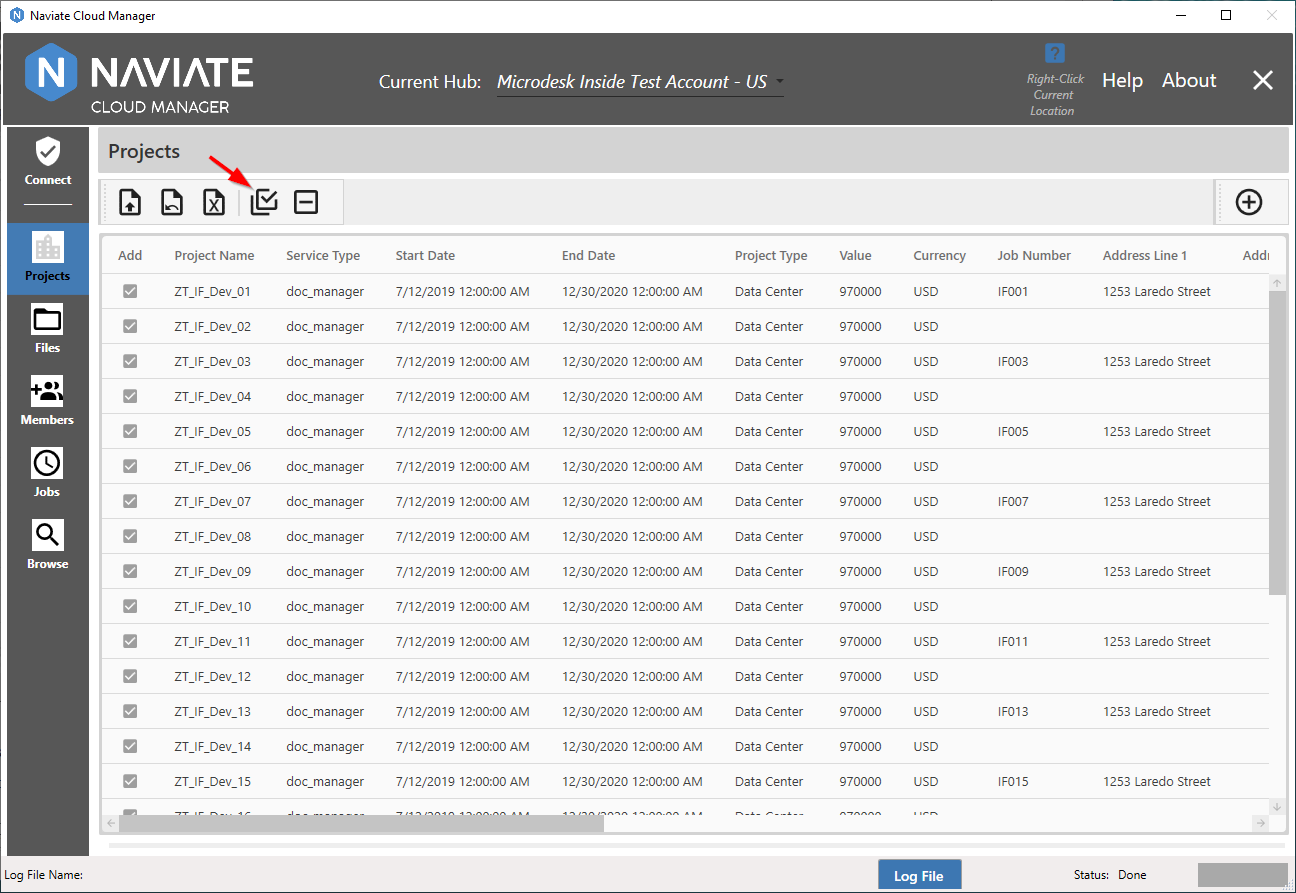 Naviate Cloud Manager
N NAVIATE
CLOUD MANAGER
Current Hub: Microdesk Inside Test Account - US
?
Right-Click
Current
Location
Help About
Connect
Projects
Files
Members
Jobs
Browse
Projects
Add Project Name Service Type Start Date End Date Project Type Value Currency Job Number Address Line 1 Addr
ZT_IF_Dev_01 doc_manager 7/12/2019 12:00:00 AM 12/30/2020 12:00:00 AM Data Center 970000 USD IF001 1253 Laredo Street
ZT_IF_Dev_02 doc_manager 7/12/2019 12:00:00 AM 12/30/2020 12:00:00 AM Data Center 970000 USD
ZT_IF_Dev_03 doc_manager 7/12/2019 12:00:00 AM 12/30/2020 12:00:00 AM Data Center 970000 USD IF003 1253 Laredo Street
ZT_IF_Dev_04 doc_manager 7/12/2019 12:00:00 AM 12/30/2020 12:00:00 AM Data Center 970000 USD
ZT_IF_Dev_05 doc_manager 7/12/2019 12:00:00 AM 12/30/2020 12:00:00 AM Data Center 970000 USD IF005 1253 Laredo Street
ZT_IF_Dev_06 doc_manager 7/12/2019 12:00:00 AM 12/30/2020 12:00:00 AM Data Center 970000 USD
ZT_IF_Dev_07 doc_manager 7/12/2019 12:00:00 AM 12/30/2020 12:00:00 AM Data Center 970000 USD IF007 1253 Laredo Street
ZT_IF_Dev_08 doc_manager 7/12/2019 12:00:00 AM 12/30/2020 12:00:00 AM Data Center 970000 USD
ZT_IF_Dev_09 doc_manager 7/12/2019 12:00:00 AM 12/30/2020 12:00:00 AM Data Center 970000 USD IF009 1253 Laredo Street
ZT_IF_Dev_10 doc_manager 7/12/2019 12:00:00 AM 12/30/2020 12:00:00 AM Data Center 970000 USD
ZT_IF_Dev_11 doc_manager 7/12/2019 12:00:00 AM 12/30/2020 12:00:00 AM Data Center 970000 USD IF011 1253 Laredo Street
ZT_IF_Dev_12 doc_manager 7/12/2019 12:00:00 AM 12/30/2020 12:00:00 AM Data Center 970000 USD
ZT_IF_Dev_13 doc_manager 7/12/2019 12:00:00 AM 12/30/2020 12:00:00 AM Data Center 970000 USD IF013 1253 Laredo Street
ZT_IF_Dev_14 doc_manager 7/12/2019 12:00:00 AM 12/30/2020 12:00:00 AM Data Center 970000 USD
ZT_IF_Dev_15 doc_manager 7/12/2019 12:00:00 AM 12/30/2020 12:00:00 AM Data Center 970000 USD IF015 1253 Laredo Street
Log File Name:
Log File
Status: Done